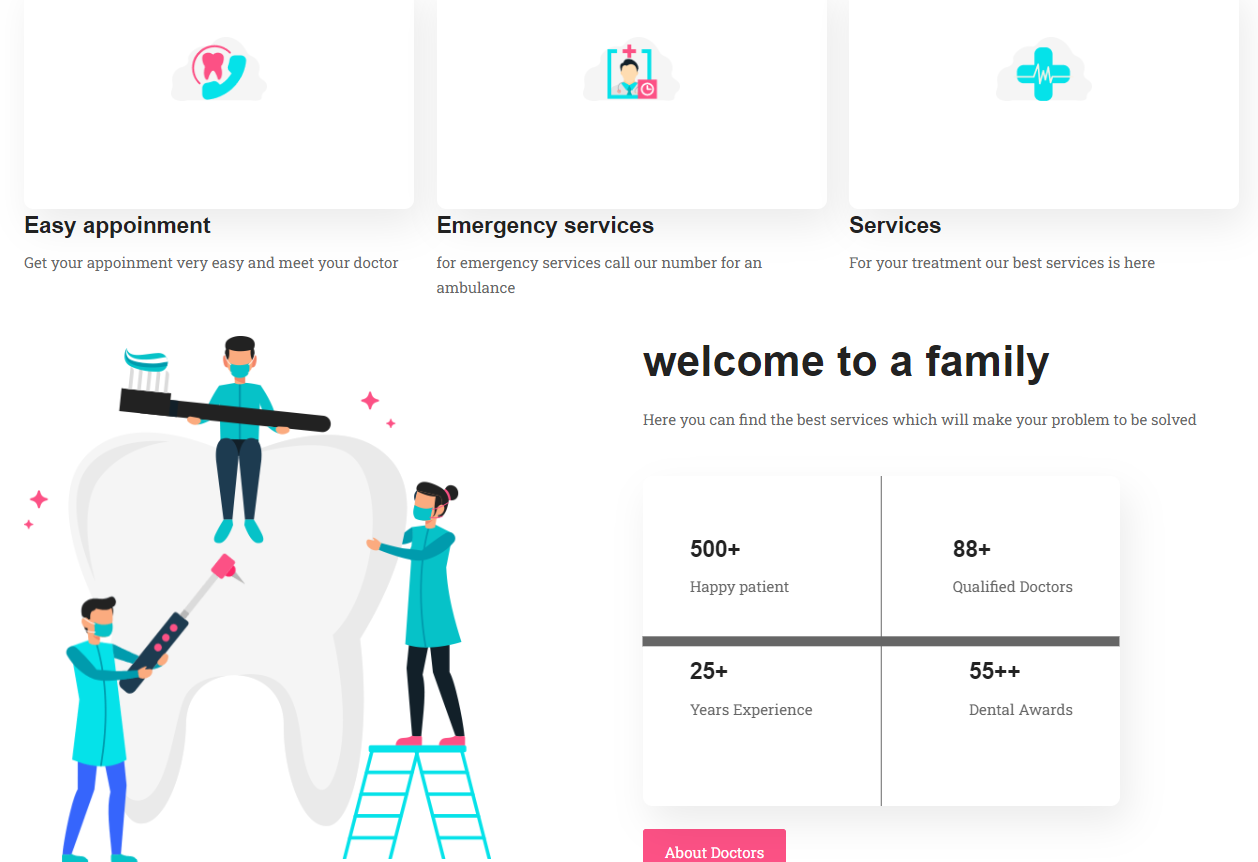 Easy appoinment
Emergency services
Services
Get your appoinment very easy and meet your doctor
for emergency services call our number for an
ambulance
For your treatment our best services is here
welcome to a family
Here you can find the best services which will make your problem to be solved
500+
88+
Happy patient
Qualified Doctors
25+
55++
Years Experience
Dental Awards
About Doctors